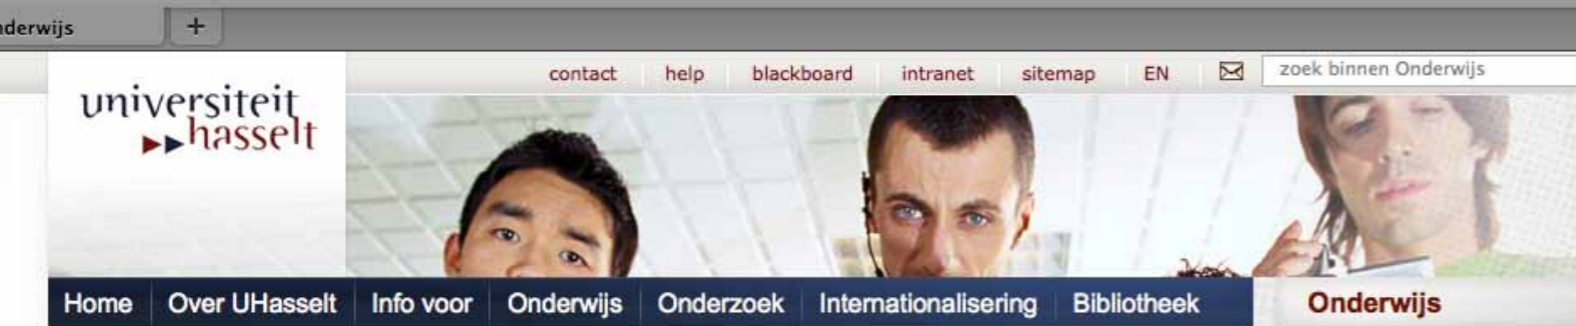 nderwijs +
contact help blackboard intranet sitemap EN zoek binnen Onderwijs
universiteit
hasselt
Home Over UHasselt Info voor Onderwijs Onderzoek Internationalisering Bibliotheek Onderwijs